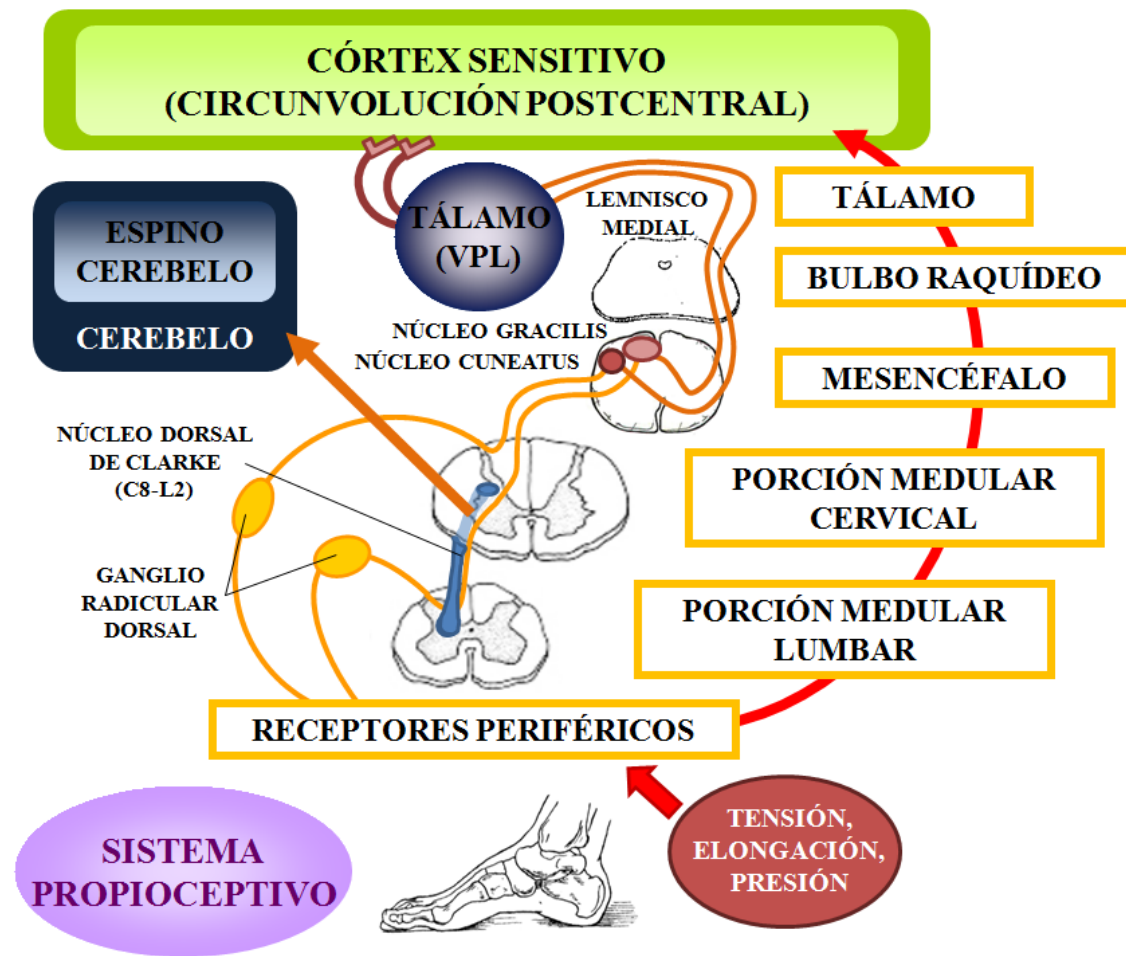 CÓRTEX SENSITIVO
(CIRCUNVOLUCIÓN POSTCENTRAL)
ESPINO
CEREBELO
CEREBELO
TÁLAMO
(VPL)
LEMNISCO
MEDIAL
TÁLAMO
BULBO RAQUÍDEO
NÚCLEO GRACILIS
NÚCLEO CUNEATUS
MESENCÉFALO
NÚCLEO DORSAL
DE CLARKE
(C8-L2)
PORCIÓN MEDULAR
CERVICAL
GANGLIO
RADICULAR
DORSAL
PORCIÓN MEDULAR
LUMBAR
RECEPTORES PERIFÉRICOS
SISTEMA
PROPIOCEPTIVO
TENSIÓN,
ELONGACIÓN,
PRESIÓN